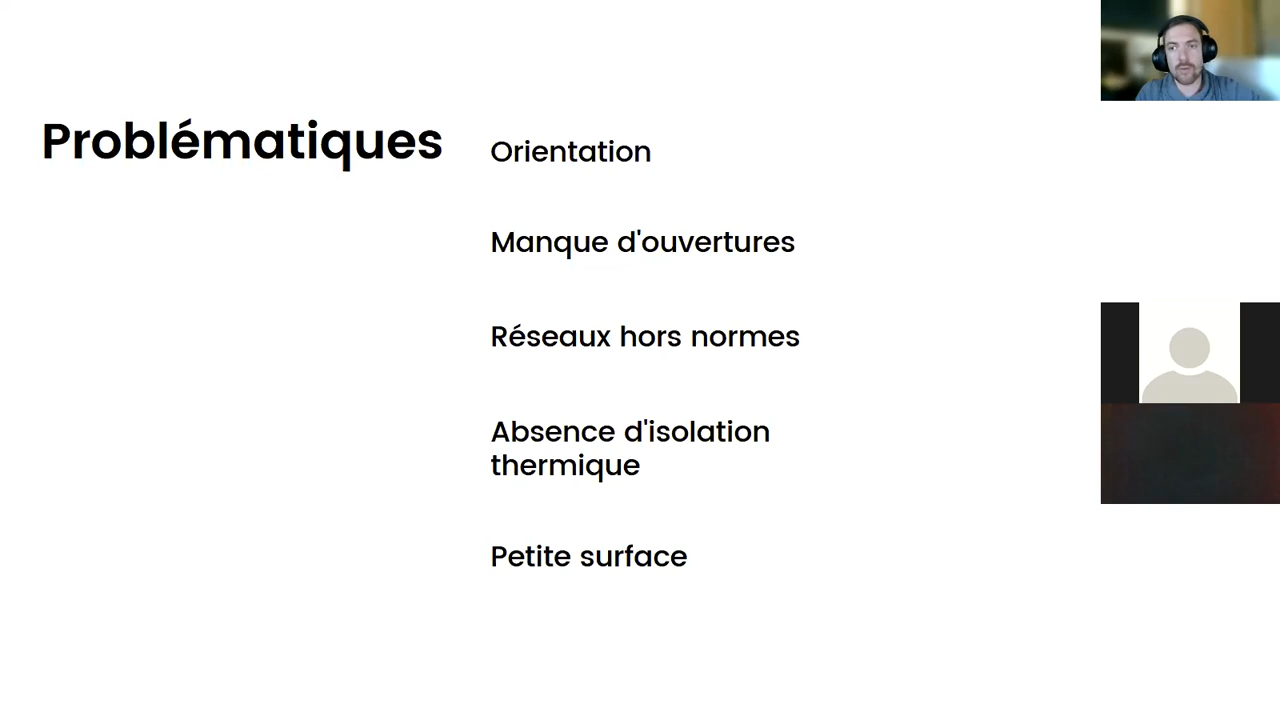 Problématiques
Orientation
Manque d'ouvertures
Réseaux hors normes
Absence d'isolation
thermique
Petite surface